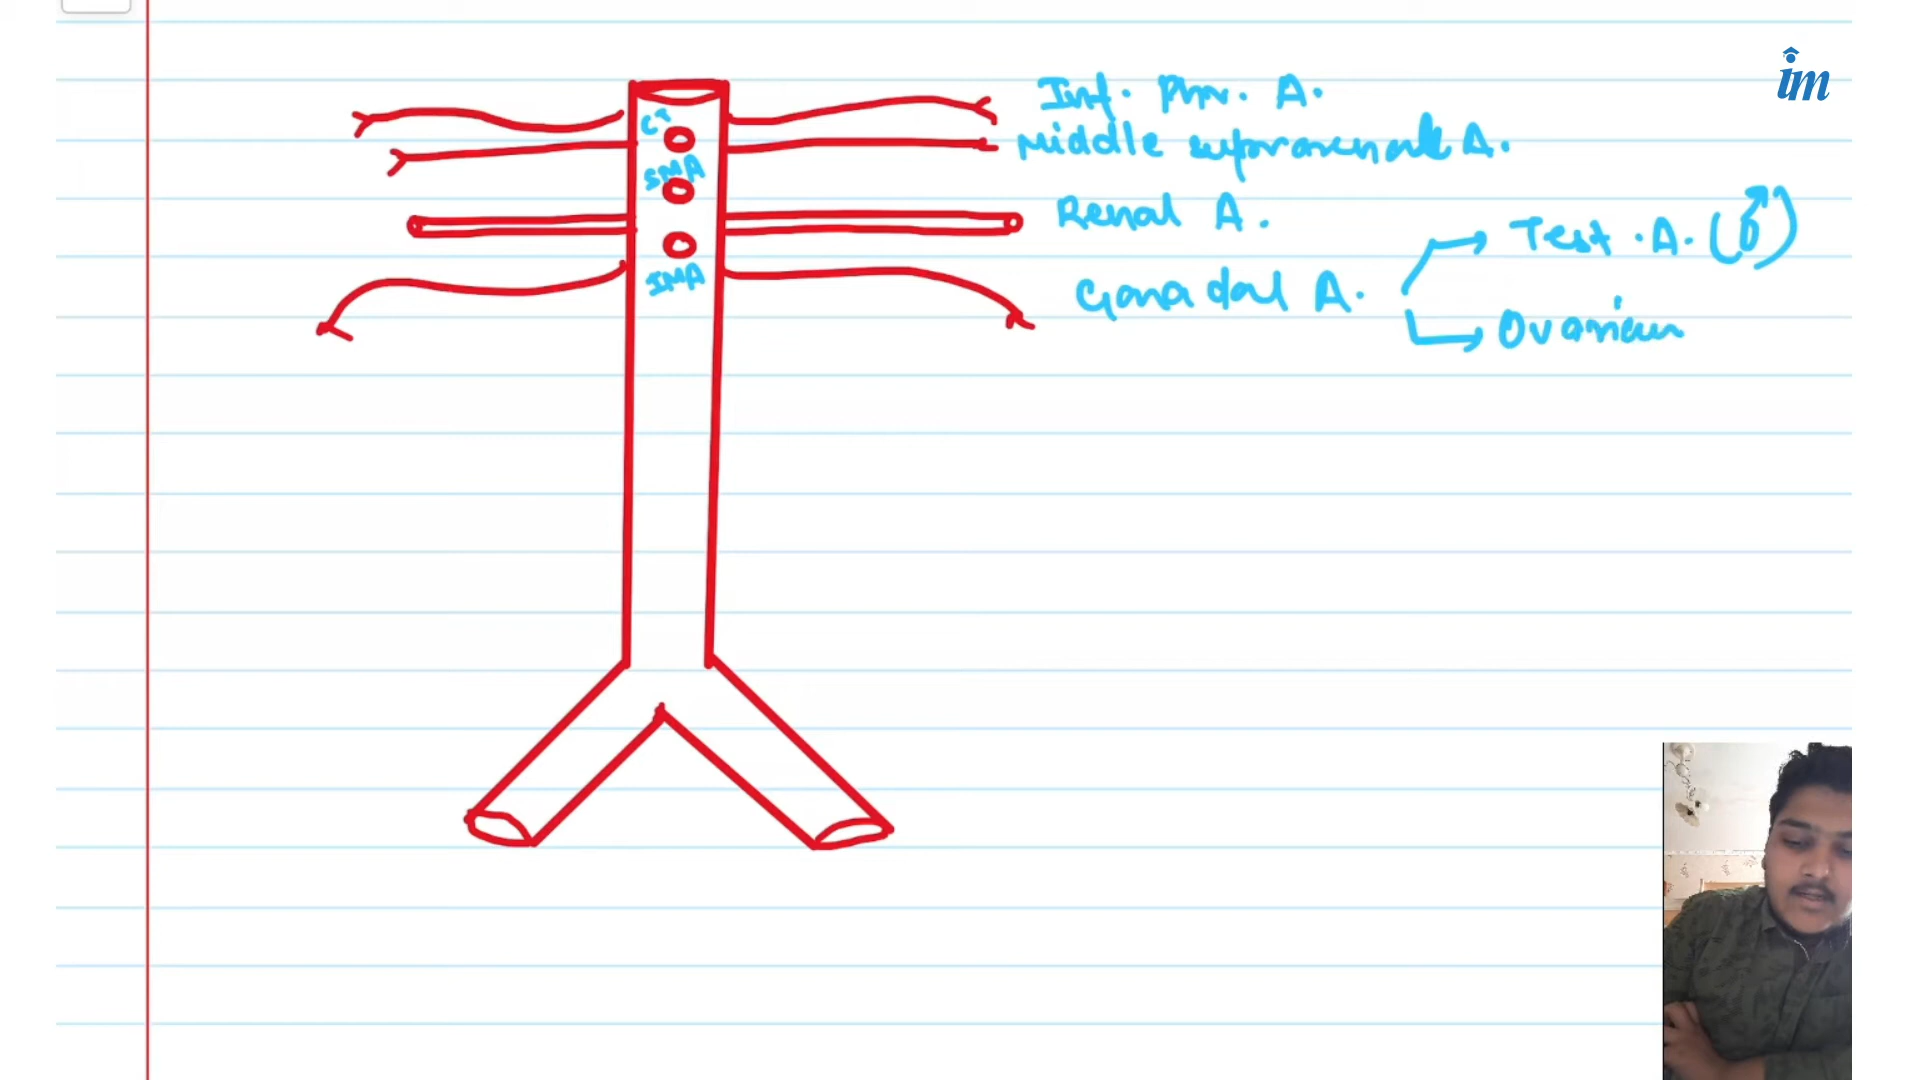 im
Inf. Phr. A.
CT
Middle suprarenal A.
SMA
Renal A.
Test. A. (♂)
IMA
Gonadal A.
Ovarian